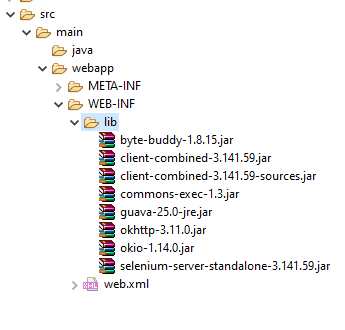 src
main
java
webapp
META-INF
WEB-INF
lib
byte-buddy-1.8.15.jar
client-combined-3.141.59.jar
client-combined-3.141.59-sources.jar
commons-exec-1.3.jar
guava-25.0-jre.jar
okhttp-3.11.0.jar
okio-1.14.0.jar
selenium-server-standalone-3.141.59.jar
web.xml